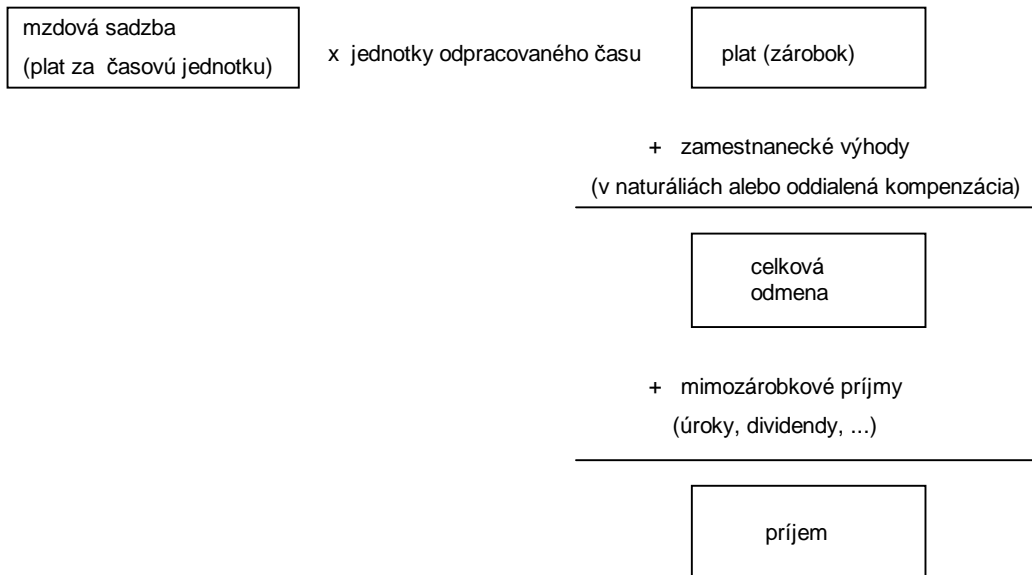 mzdová sadzba
(plat za časovú jednotku)
x jednotky odpracovaného času
plat (zárobok)
+ zamestnanecké výhody
(v naturáliách alebo oddialená kompenzácia)
celková
odmena
+ mimozárobkové príjmy
(úroky, dividendy, ...)
príjem